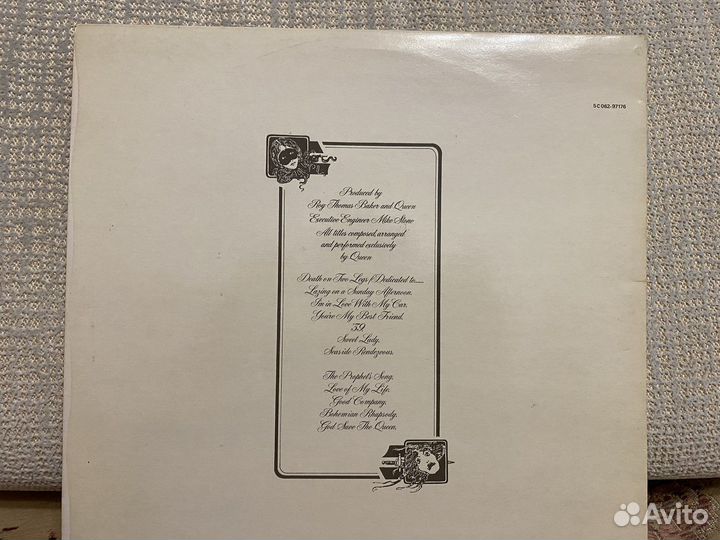 5C 062-97176
Produced by
Roy Thomas Baker and Queen
Executive Engineer Mike Stone
All titles composed, arranged
and performed exclusively
by Queen
Death on Two Legs (Dedicated to......
Lazing on a Sunday Afternoon.
I'm in Love With My Car.
You're My Best Friend.
'39.
Sweet Lady.
Seaside Rendezvous.
The Prophet's Song.
Love of My Life.
Good Company.
Bohemian Rhapsody.
God Save The Queen.
Avito